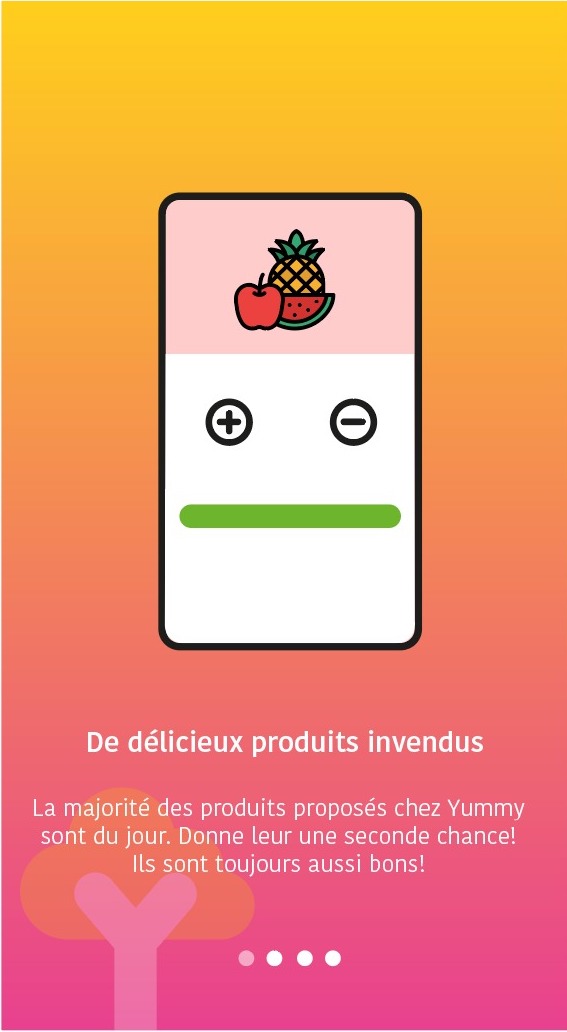 De délicieux produits invendus
La majorité des produits proposés chez Yummy
sont du jour. Donne leur une seconde chance!
Ils sont toujours aussi bons!